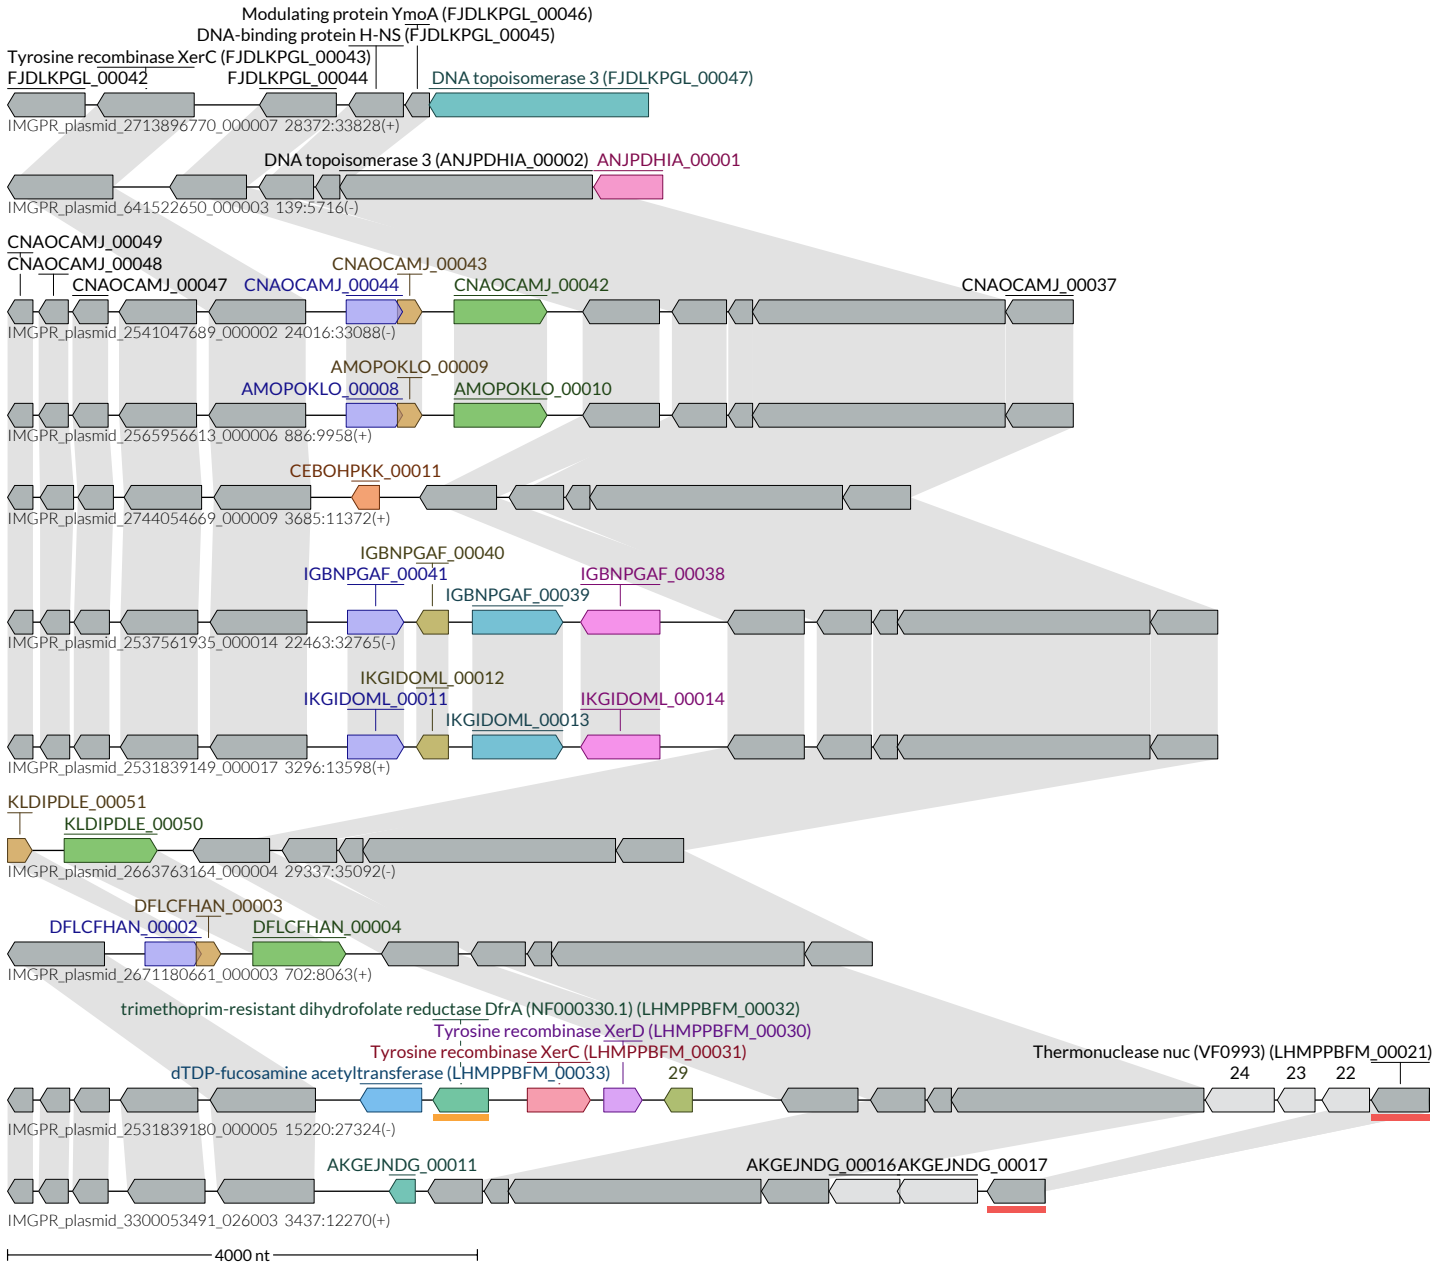 Modulating protein YmoA (FJDLKPGL_00046)
DNA-binding protein H-NS (FJDLKPGL_00045)
Tyrosine recombinase XerC (FJDLKPGL_00043)
FJDLKPGL_00042 FJDLKPGL_00044 DNA topoisomerase 3 (FJDLKPGL_00047)
IMGPR_plasmid_2713896770_000007 28372:33828(+)
DNA topoisomerase 3 (ANJPDHIA_00002) ANJPDHIA_00001
IMGPR_plasmid_641522650_000003 139:5716(-)
CNAOCAMJ_00049
CNAOCAMJ_00048 CNAOCAMJ_00043
CNAOCAMJ_00047 CNAOCAMJ_00044 CNAOCAMJ_00042 CNAOCAMJ_00037
IMGPR_plasmid_2541047689_000002 24016:33088(-)
AMOPOKLO_00009
AMOPOKLO_00008 AMOPOKLO_00010
IMGPR_plasmid_2565956613_000006 886:9958(+)
CEBOHPKK_00011
IMGPR_plasmid_2744054669_000009 3685:11372(+)
IGBNPGAF_00040
IGBNPGAF_00041 IGBNPGAF_00038
IGBNPGAF_00039
IMGPR_plasmid_2537561935_000014 22463:32765(-)
IKGIDOML_00012
IKGIDOML_00011 IKGIDOML_00014
IKGIDOML_00013
IMGPR_plasmid_2531839149_000017 3296:13598(+)
KLDIPDLE_00051
KLDIPDLE_00050
IMGPR_plasmid_2663763164_000004 29337:35092(-)
DFLCFHAN_00003
DFLCFHAN_00002 DFLCFHAN_00004
IMGPR_plasmid_2671180661_000003 702:8063(+)
trimethoprim-resistant dihydrofolate reductase DfrA (NF000330.1) (LHMPPBFM_00032)
Tyrosine recombinase XerD (LHMPPBFM_00030)
Tyrosine recombinase XerC (LHMPPBFM_00031) Thermonuclease nuc (VF0993) (LHMPPBFM_00021)
dTDP-fucosamine acetyltransferase (LHMPPBFM_00033) 29 24 23 22
IMGPR_plasmid_2531839180_000005 15220:27324(-)
AKGEJNDG_00011 AKGEJNDG_00016 AKGEJNDG_00017
IMGPR_plasmid_3300053491_026003 3437:12270(+)
4000 nt